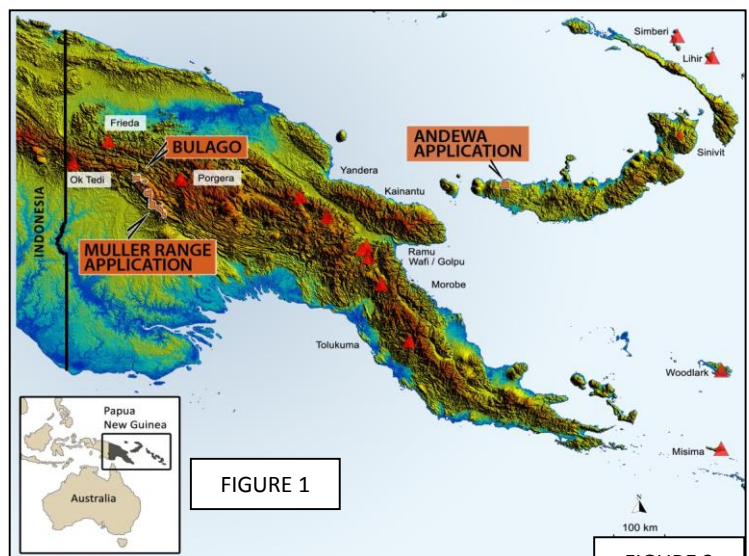 Simberi
Lihir
Frieda
BULAGO
ANDEWA
APPLICATION
Sinivit
Yandera
Ok Tedi
Porgera
Kainantu
INDONESIA
MULLER RANGE
APPLICATION
Ramu
Wafi / Golpu
Morobe
Tolukuma
Woodlark
Papua
New Guinea
Australia
FIGURE 1
Misima
100 km